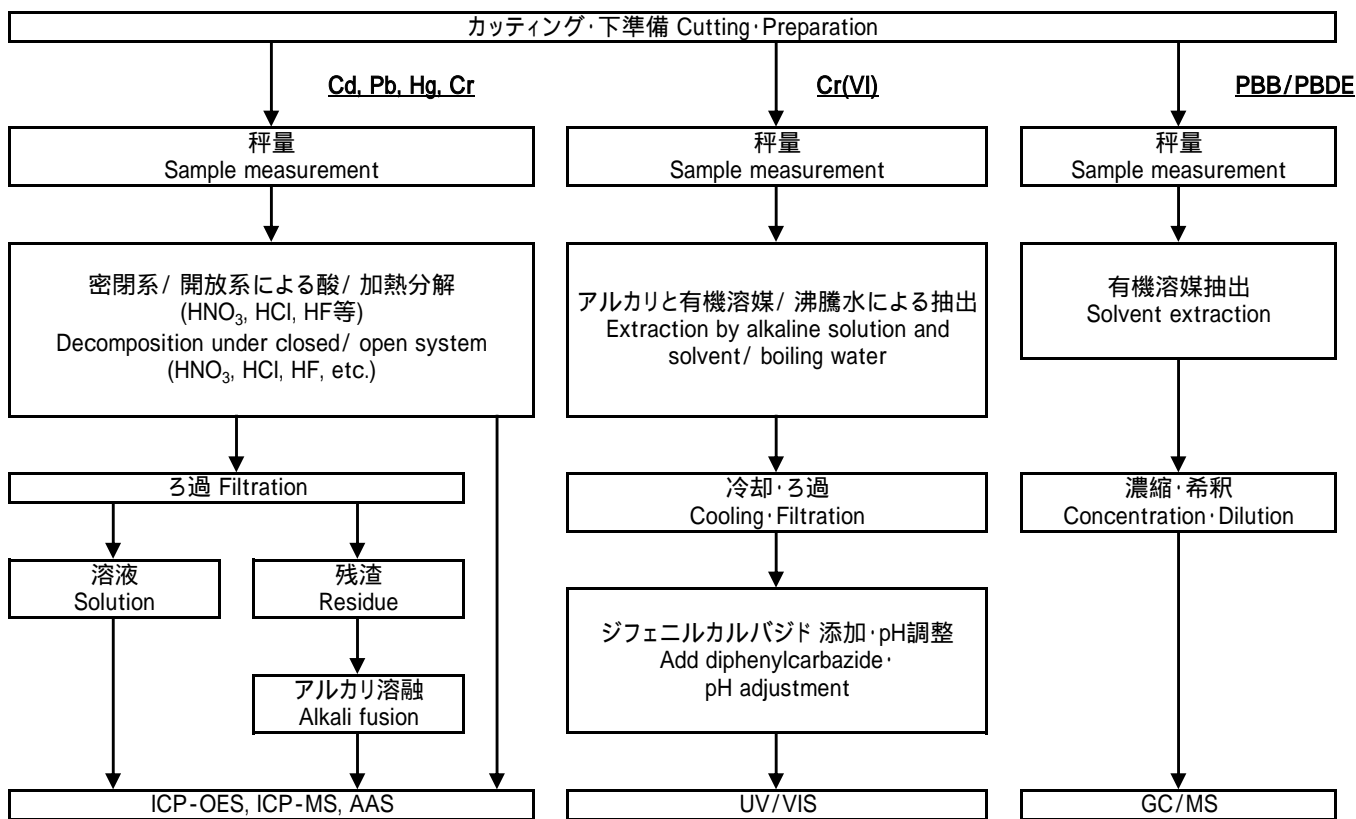 カッティング･下準備 Cutting･Preparation
Cd, Pb, Hg, Cr
Cr(VI)
PBB/PBDE
秤量
Sample measurement
秤量
Sample measurement
秤量
Sample measurement
密閉系/ 開放系による酸/ 加熱分解
(HNO₃, HCl, HF等)
Decomposition under closed/ open system
(HNO₃, HCl, HF, etc.)
アルカリと有機溶媒/ 沸騰水による抽出
Extraction by alkaline solution and
solvent/ boiling water
有機溶媒抽出
Solvent extraction
ろ過 Filtration
冷却･ろ過
Cooling･Filtration
濃縮･希釈
Concentration･Dilution
溶液
Solution
残渣
Residue
アルカリ溶融
Alkali fusion
ジフェニルカルバジド 添加･pH調整
Add diphenylcarbazide･
pH adjustment
ICP-OES, ICP-MS, AAS
UV/VIS
GC/MS